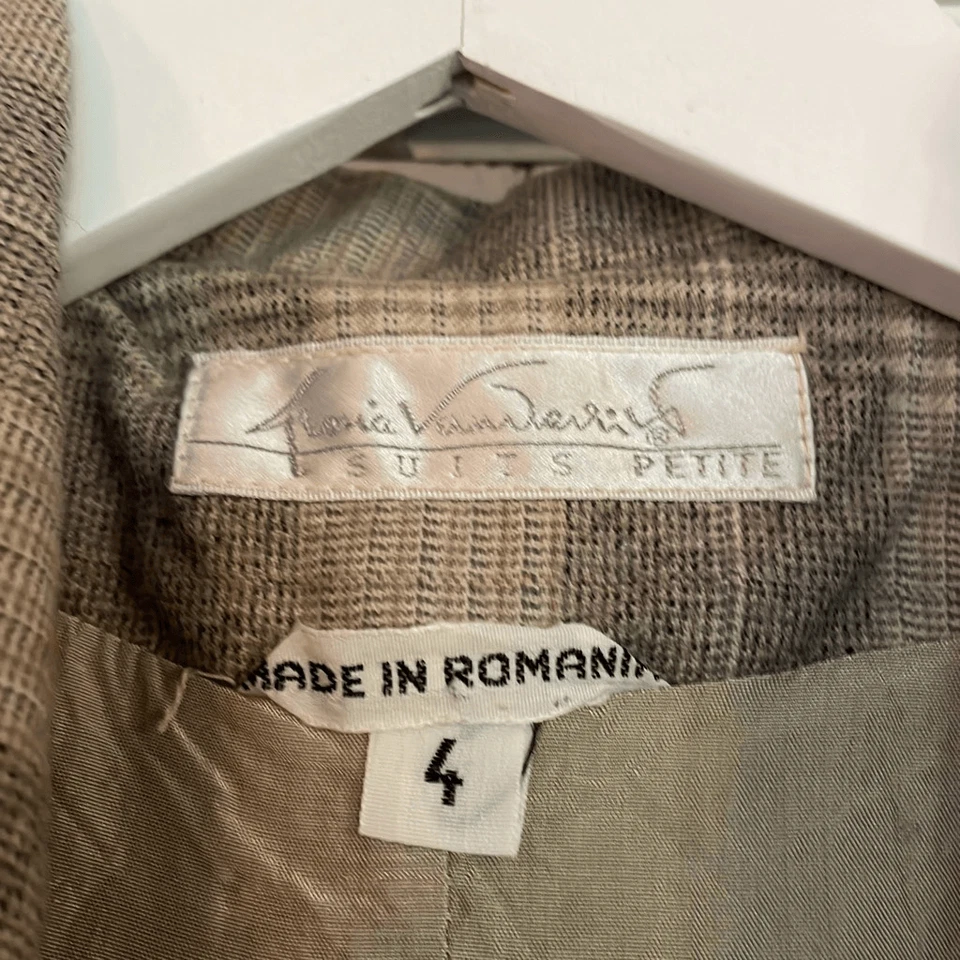 Gloria Vanderbilt ®
SUITS PETITE
MADE IN ROMANIA
4